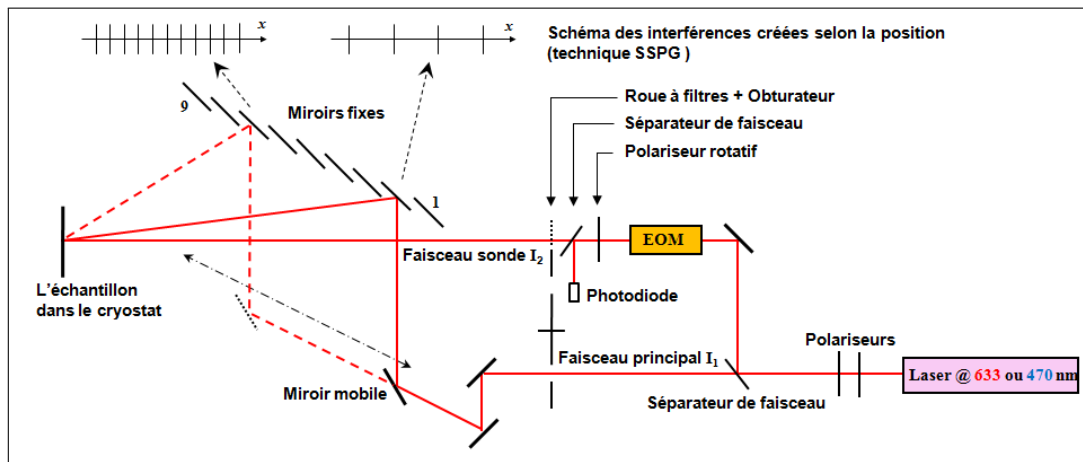 x
x
Schéma des interférences créées selon la position
(technique SSPG )
9
Miroirs fixes
Roue à filtres + Obturateur
Séparateur de faisceau
Polariseur rotatif
1
EOM
Faisceau sonde I₂
L'échantillon
dans le cryostat
Photodiode
Polariseurs
Faisceau principal I₁
Laser @ 633 ou 470 nm
Miroir mobile
Séparateur de faisceau